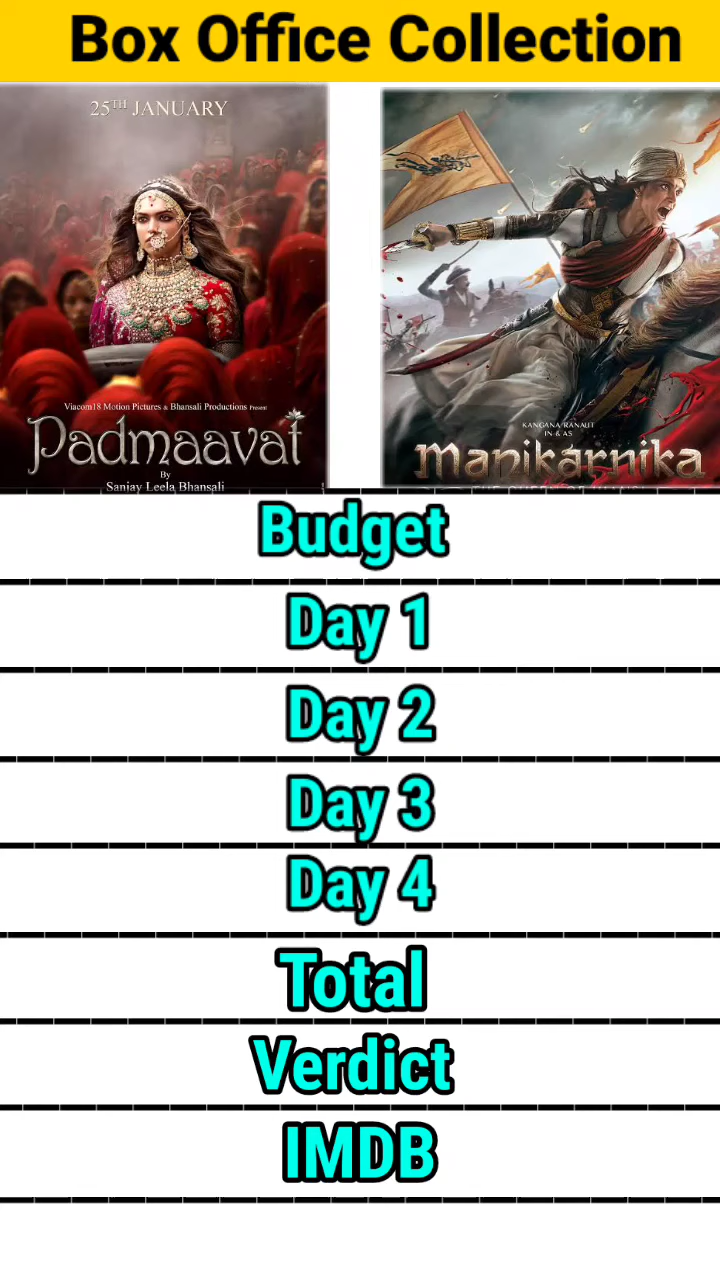 Box Office Collection
25TH JANUARY
Viacom18 Motion Pictures & Bhansali Productions Present
Padmaavat
By
Sanjay Leela Bhansali
KANGANA RANAUT
IN & AS
Manikarnika
Budget
Day 1
Day 2
Day 3
Day 4
Total
Verdict
IMDB